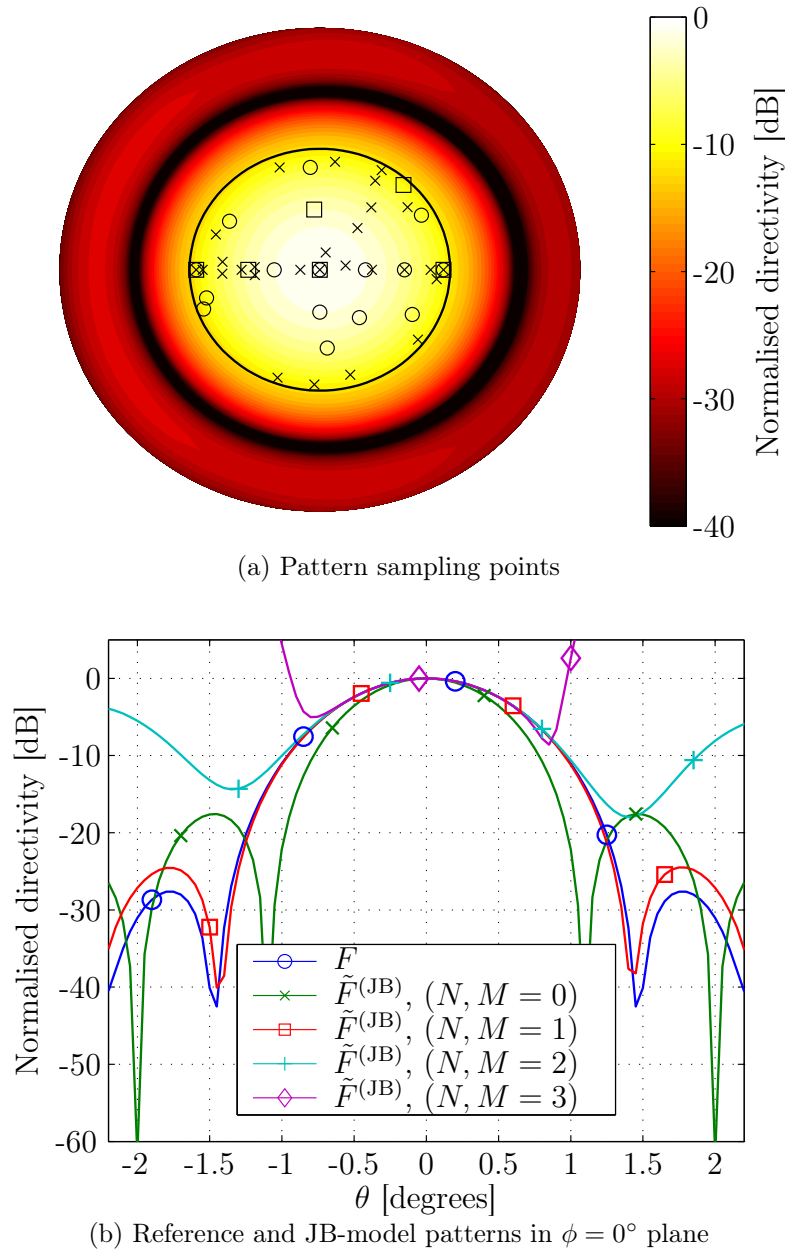 0
-10
-20
-30
-40
Normalised directivity [dB]
(a) Pattern sampling points
0
-10
-20
-30
-40
-50
-60
Normalised directivity [dB]
F
F̃^(JB), (N, M = 0)
F̃^(JB), (N, M = 1)
F̃^(JB), (N, M = 2)
F̃^(JB), (N, M = 3)
-2 -1.5 -1 -0.5 0 0.5 1 1.5 2
θ [degrees]
(b) Reference and JB-model patterns in ϕ = 0° plane